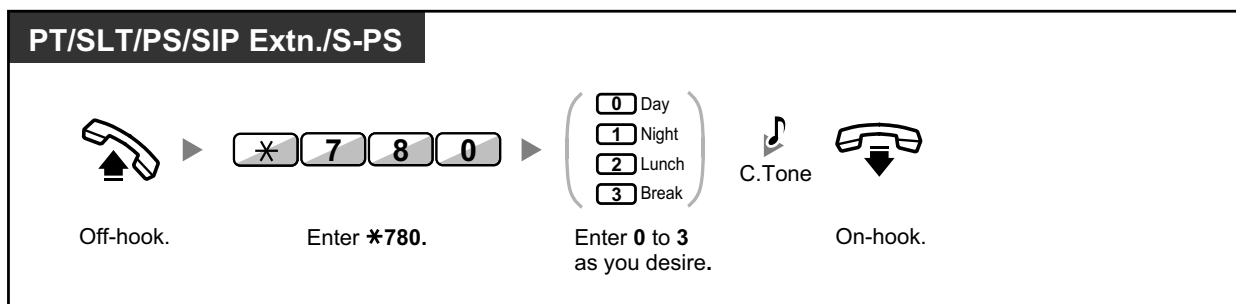 PT/SLT/PS/SIP Extn./S-PS
0 Day
1 Night
2 Lunch
3 Break
* 7 8 0
C.Tone
Off-hook.
Enter *780.
Enter 0 to 3
as you desire.
On-hook.